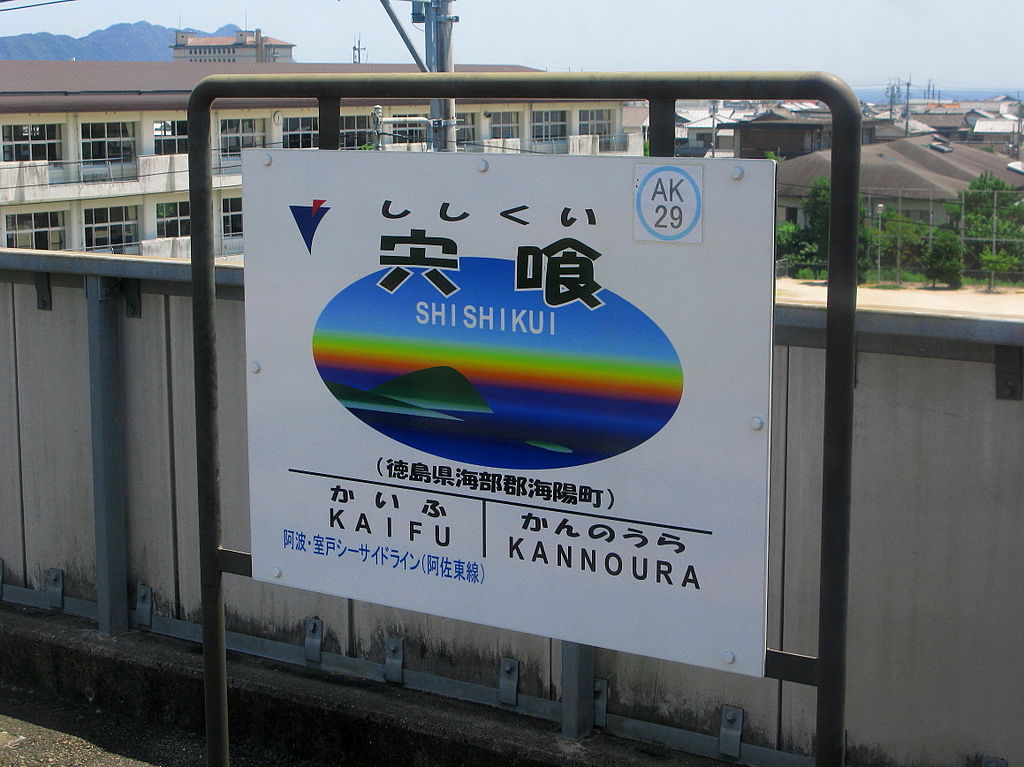 ししくい
AK
29
宍喰
SHISHIKUI
(徳島県海部郡海陽町)
かいふ
KAIFU
かんのうら
KANNOURA
阿波・室戸シーサイドライン(阿佐東線)